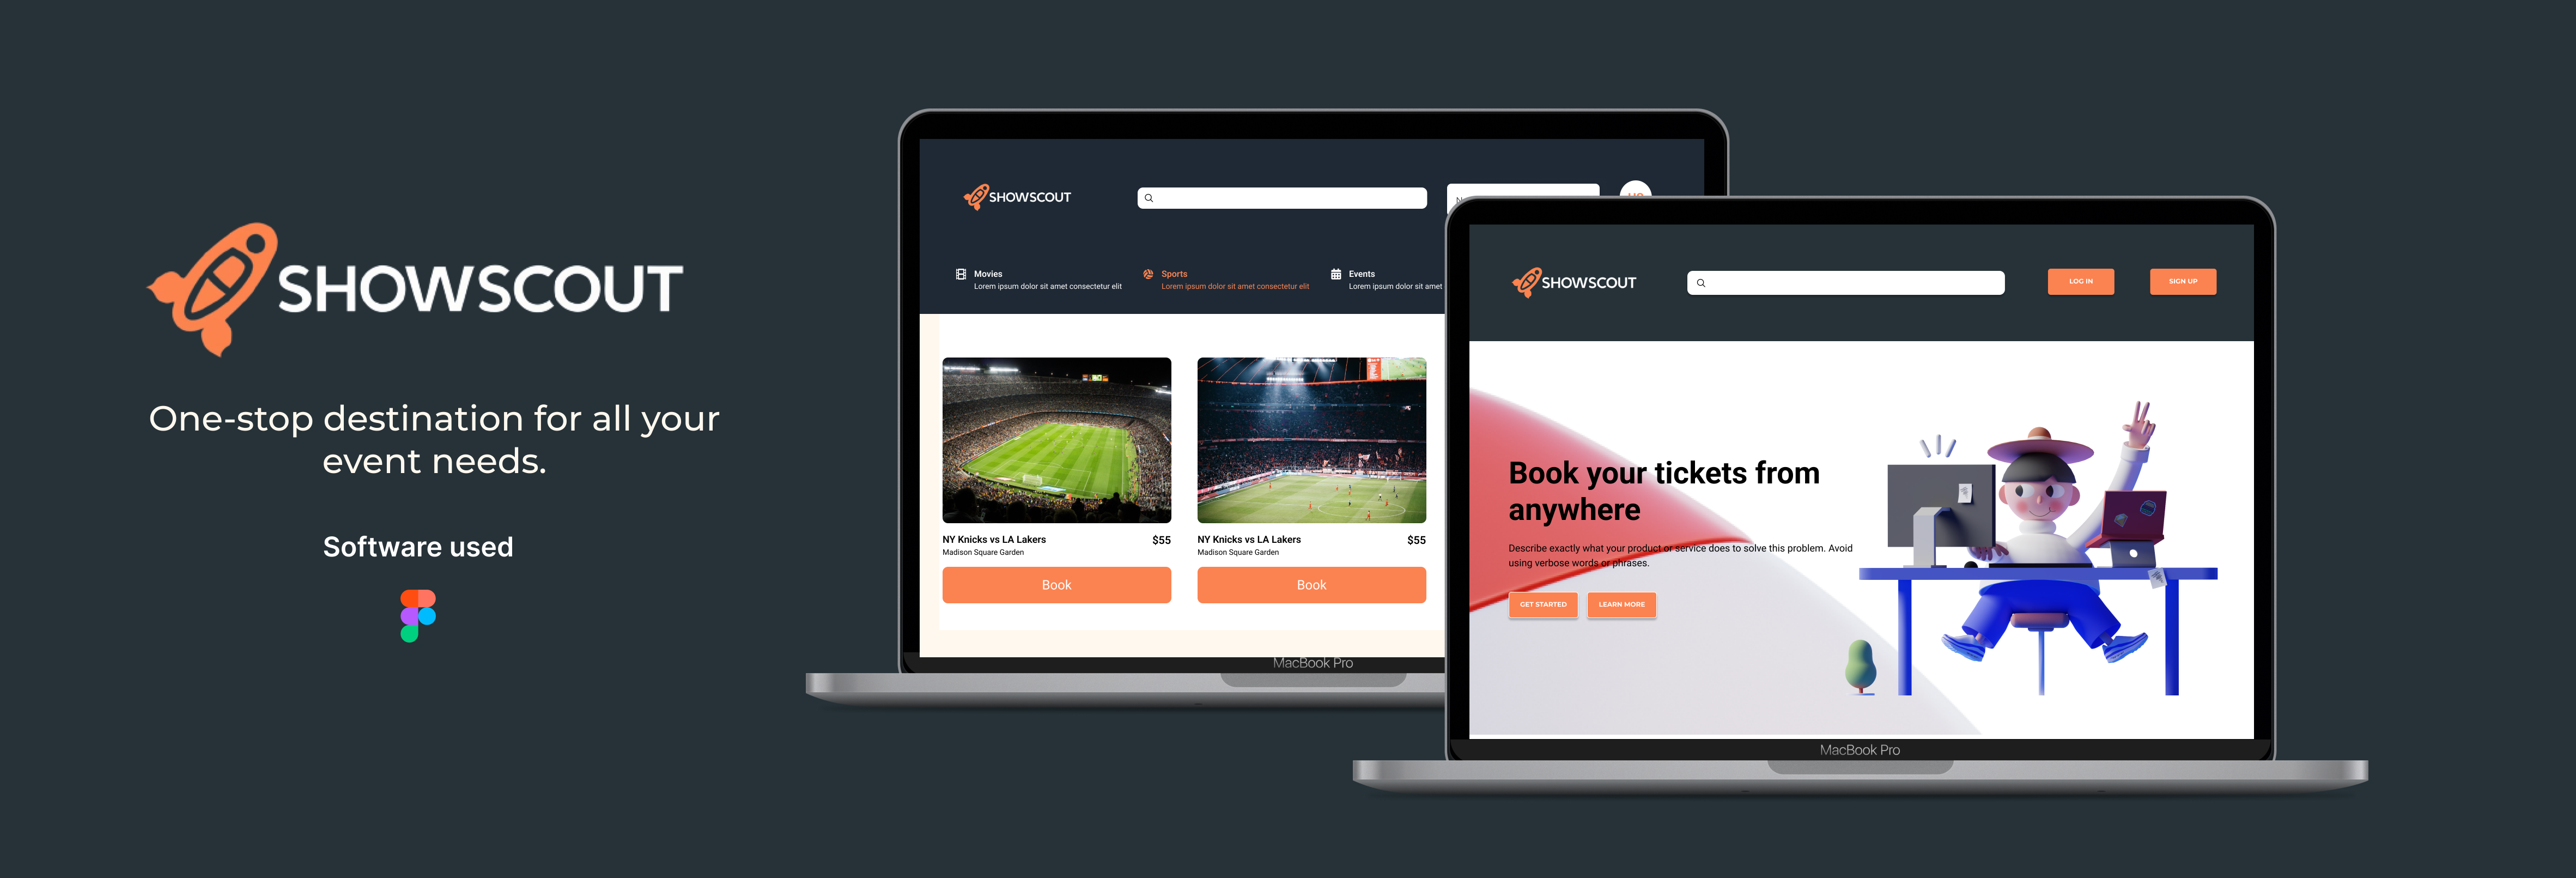 SHOWSCOUT
One-stop destination for all your
event needs.
Software used
SHOWSCOUT
Movies
Lorem ipsum dolor sit amet consectetur elit
Sports
Lorem ipsum dolor sit amet consectetur elit
Events
Lorem ipsum dolor sit amet
NY Knicks vs LA Lakers
$55
Madison Square Garden
Book
NY Knicks vs LA Lakers
$55
Madison Square Garden
Book
MacBook Pro
SHOWSCOUT
LOG IN
SIGN UP
Book your tickets from
anywhere
Describe exactly what your product or service does to solve this problem. Avoid
using verbose words or phrases.
GET STARTED
LEARN MORE
MacBook Pro